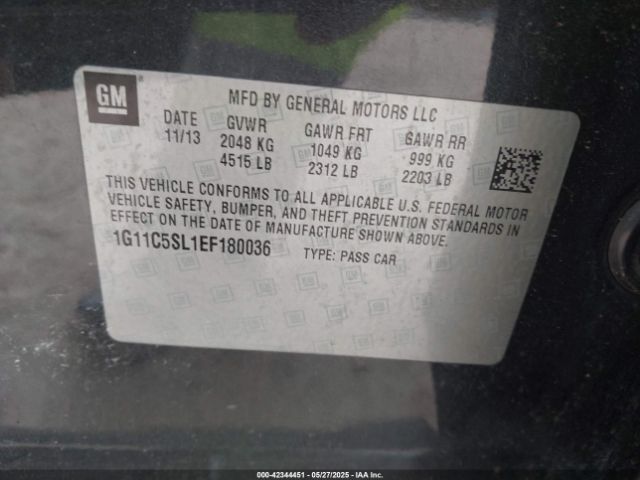 GM
MFD BY GENERAL MOTORS LLC
DATE GVWR GAWR FRT GAWR RR
11/13 2048 KG 1049 KG 999 KG
4515 LB 2312 LB 2203 LB
THIS VEHICLE CONFORMS TO ALL APPLICABLE U.S. FEDERAL MOTOR
VEHICLE SAFETY, BUMPER, AND THEFT PREVENTION STANDARDS IN
EFFECT ON THE DATE OF MANUFACTURE SHOWN ABOVE.
1G11C5SL1EF180036 TYPE: PASS CAR
000-42344451 | 05/27/2025 | IAA Inc.